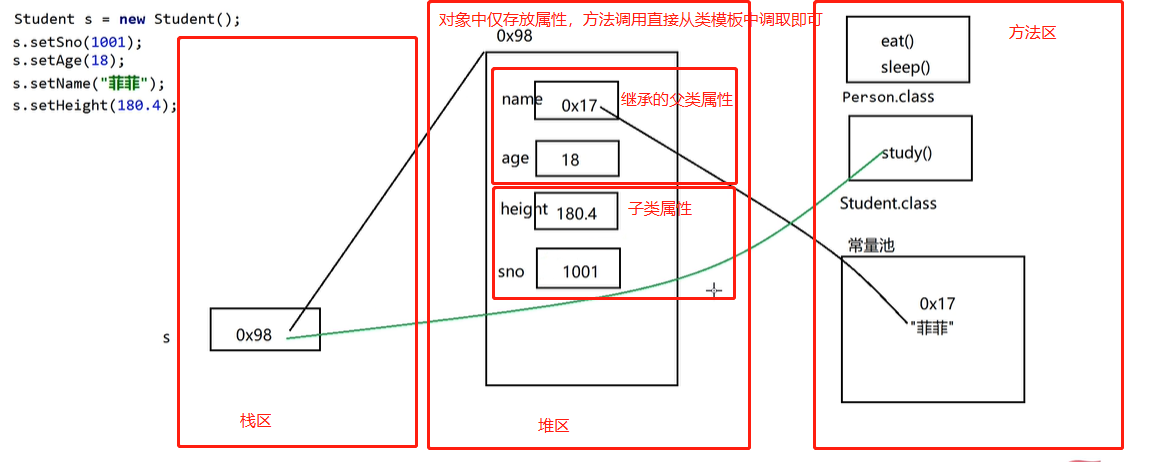 Student s = new Student();
s.setSno(1001);
s.setAge(18);
s.setName("菲菲");
s.setHeight(180.4);
s
0x98
栈区
对象中仅存放属性，方法调用直接从类模板中调取即可
0x98
name
0x17
继承的父类属性
age
18
height
180.4
子类属性
sno
1001
堆区
方法区
eat()
sleep()
Person.class
study()
Student.class
常量池
0x17
"菲菲"